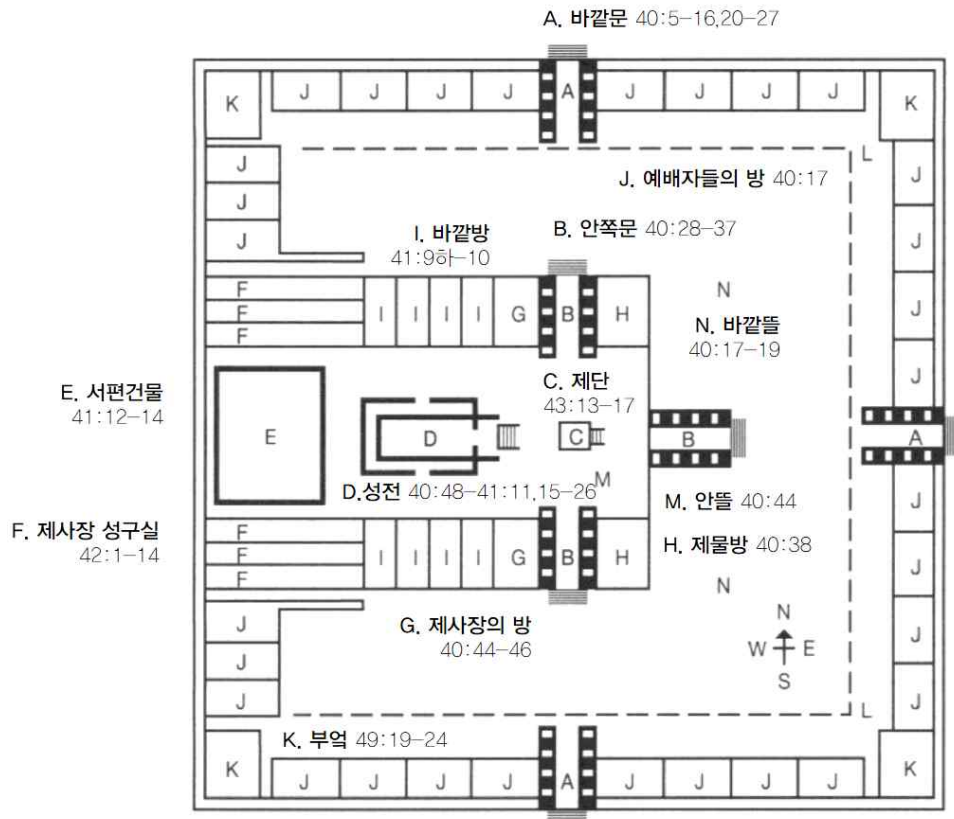 A. 바깥문 40:5-16,20-27
K J J J J A J J J J K
J
L
J
J. 예배자들의 방 40:17
J
I. 바깥방
41:9하-10
B. 안쪽문 40:28-37
J
J
F
F
F
I I I I G B H
N
N. 바깥뜰
40:17-19
J
J
E. 서편건물
41:12-14
C. 제단
43:13-17
E
D
C
B
A
M
D.성전 40:48-41:11,15-26
M. 안뜰 40:44
J
F. 제사장 성구실
42:1-14
F
F
F
I I I I G B H
H. 제물방 40:38
J
N
G. 제사장의 방
40:44-46
J
J
J
N
W E
S
J
J
L
K. 부엌 49:19-24
K J J J J A J J J J K